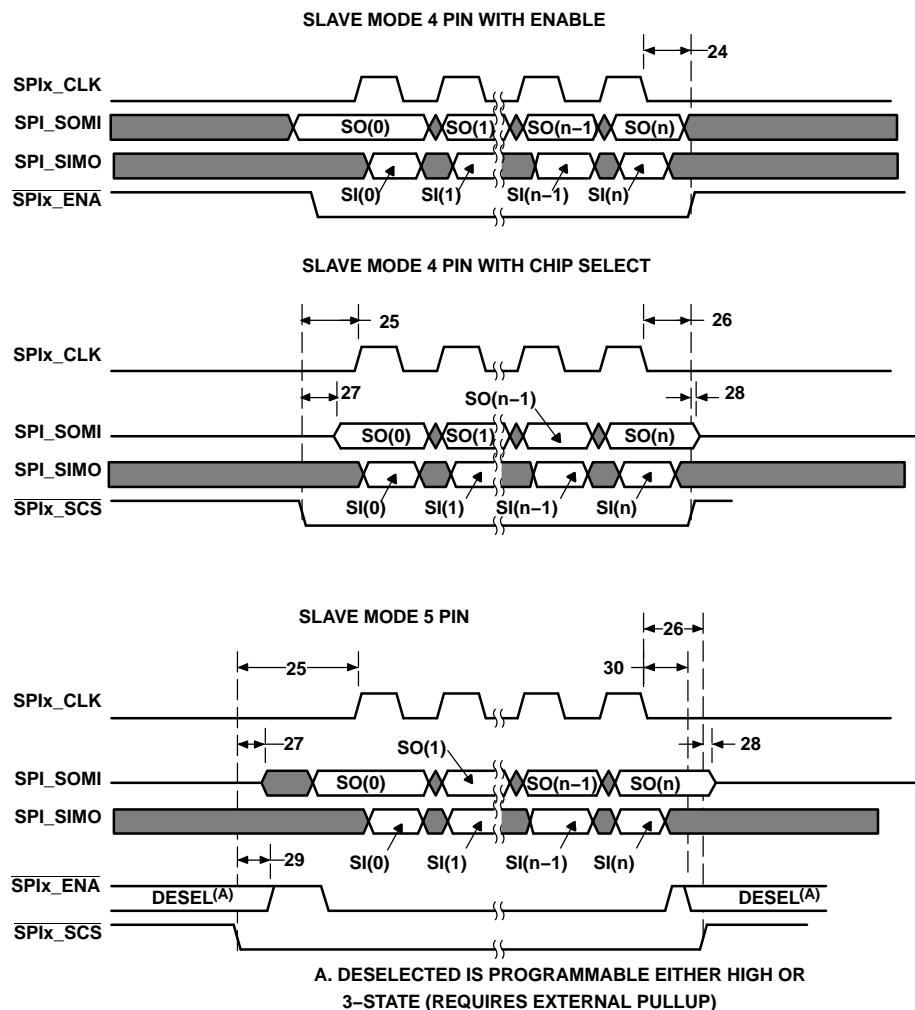 SLAVE MODE 4 PIN WITH ENABLE
24
SPIx_CLK
SPI_SOMI
SO(0) SO(1) SO(n−1 SO(n)
SPI_SIMO
SI(0) SI(1) SI(n−1) SI(n)
SPIx_ENA
SLAVE MODE 4 PIN WITH CHIP SELECT
25 26
SPIx_CLK
27 SO(n−1) 28
SPI_SOMI
SO(0) SO(1) SO(n)
SPI_SIMO
SI(0) SI(1) SI(n−1) SI(n)
SPIx_SCS
SLAVE MODE 5 PIN
26
25 30
SPIx_CLK
27 SO(1) 28
SPI_SOMI
SO(0) SO(n−1) SO(n)
SPI_SIMO
SI(0) SI(1) SI(n−1) SI(n)
29
SPIx_ENA
DESEL(A) DESEL(A)
SPIx_SCS
A. DESELECTED IS PROGRAMMABLE EITHER HIGH OR
3−STATE (REQUIRES EXTERNAL PULLUP)